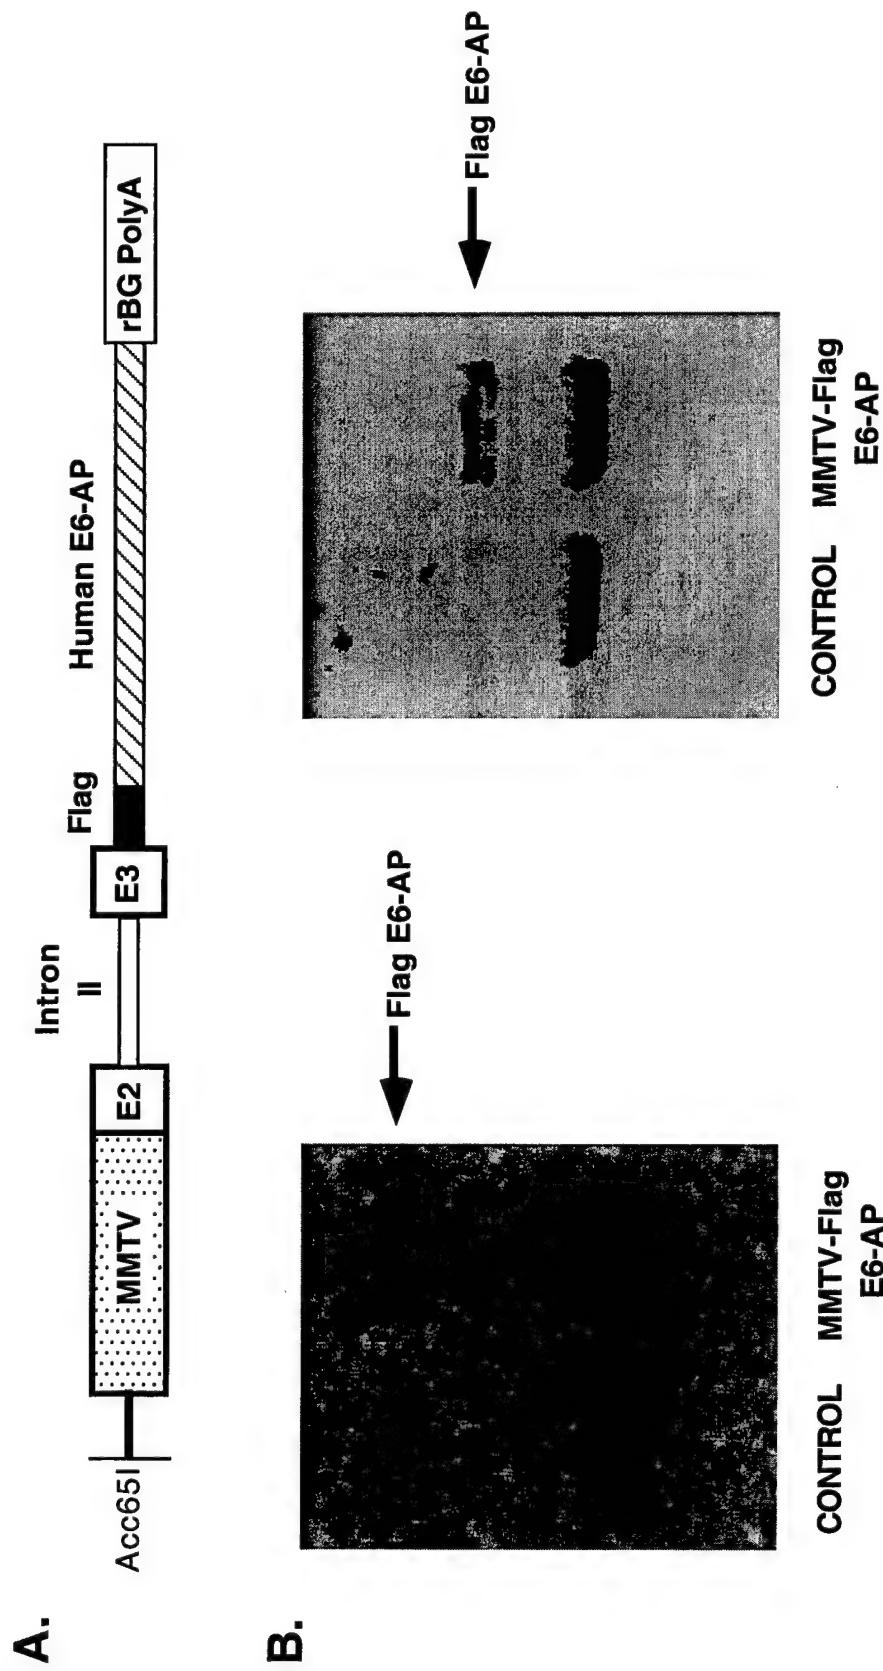 A.
Acc65I
MMTV
E2
Intron
II
E3
Flag
Human E6-AP
rBG PolyA
B.
Flag E6-AP
CONTROL
MMTV-Flag
E6-AP
Flag E6-AP
CONTROL
MMTV-Flag
E6-AP